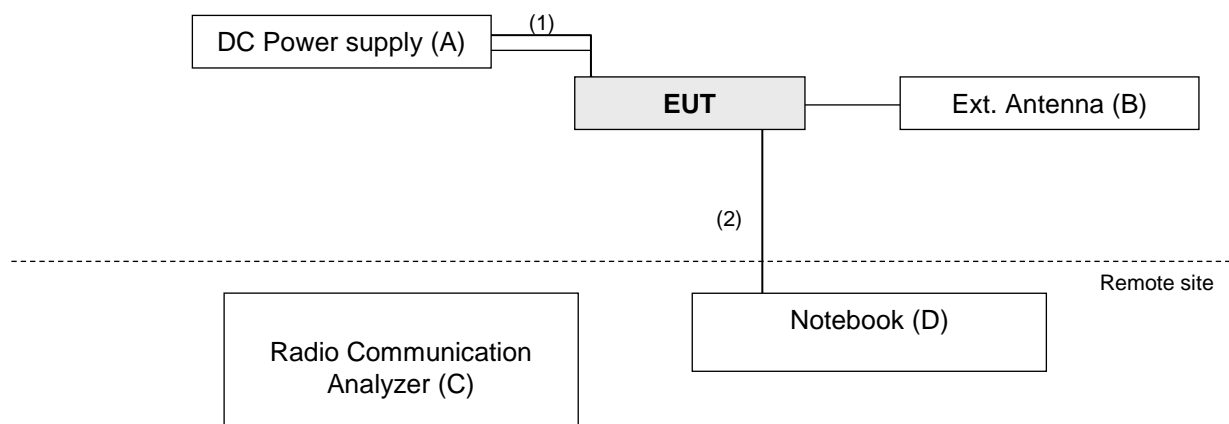 (1)
DC Power supply (A)
EUT
Ext. Antenna (B)
(2)
Remote site
Notebook (D)
Radio Communication
Analyzer (C)